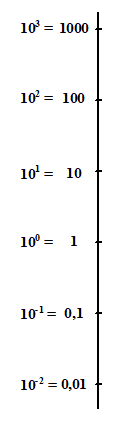 10³ = 1000
10² = 100
10¹ = 10
10⁰ = 1
10⁻¹ = 0,1
10⁻² = 0,01